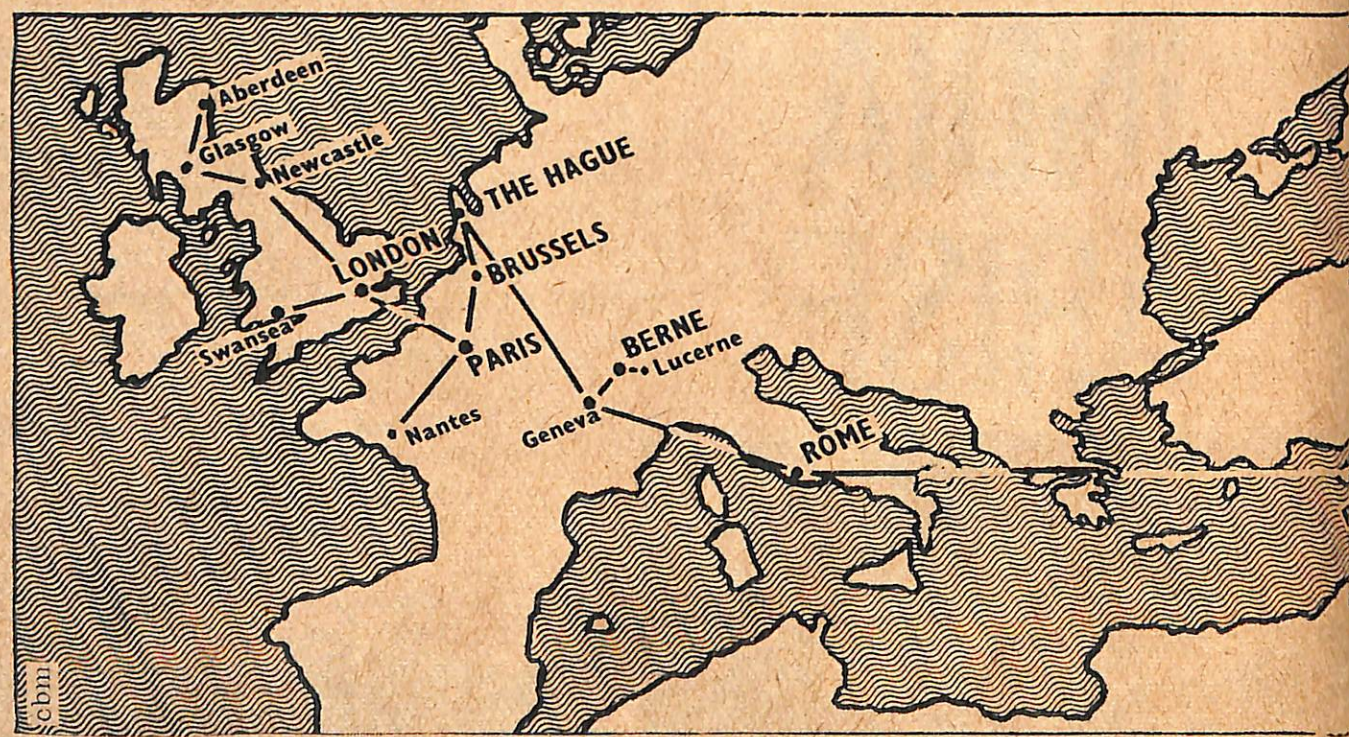 Aberdeen
Glasgow
Newcastle
THE HAGUE
LONDON
BRUSSELS
Swansea
PARIS
BERNE
Lucerne
Nantes
Geneva
ROME
cbm